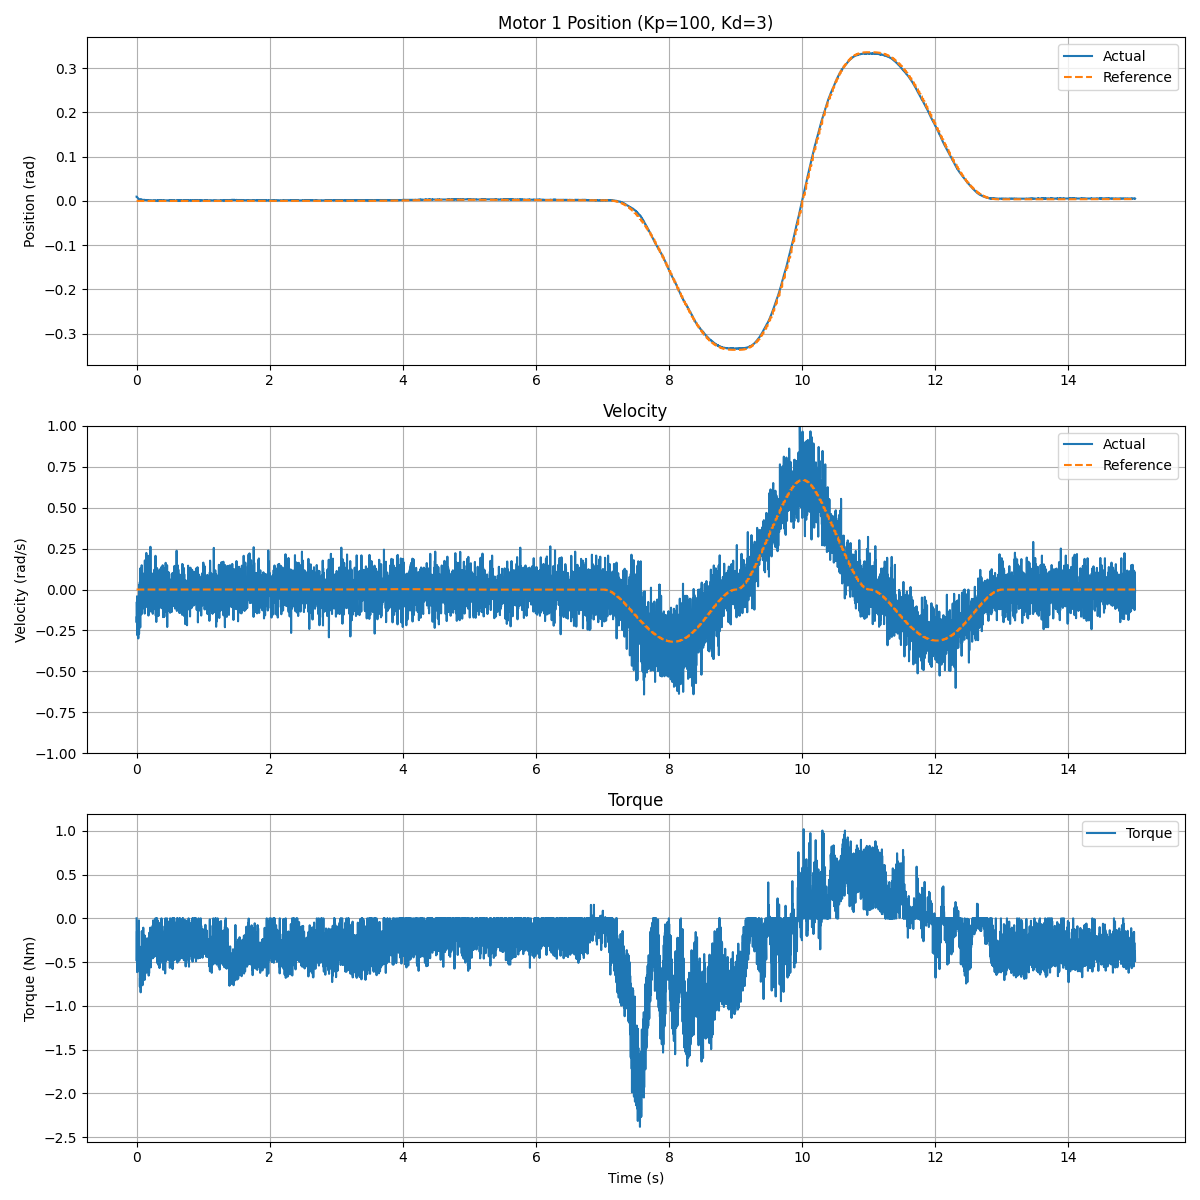 Motor 1 Position (Kp=100, Kd=3)
Position (rad)
0.3
0.2
0.1
0.0
−0.1
−0.2
−0.3
Actual
Reference
0 2 4 6 8 10 12 14
Velocity
Velocity (rad/s)
1.00
0.75
0.50
0.25
0.00
−0.25
−0.50
−0.75
−1.00
Actual
Reference
0 2 4 6 8 10 12 14
Torque
Torque (Nm)
1.0
0.5
0.0
−0.5
−1.0
−1.5
−2.0
−2.5
Torque
0 2 4 6 8 10 12 14
Time (s)